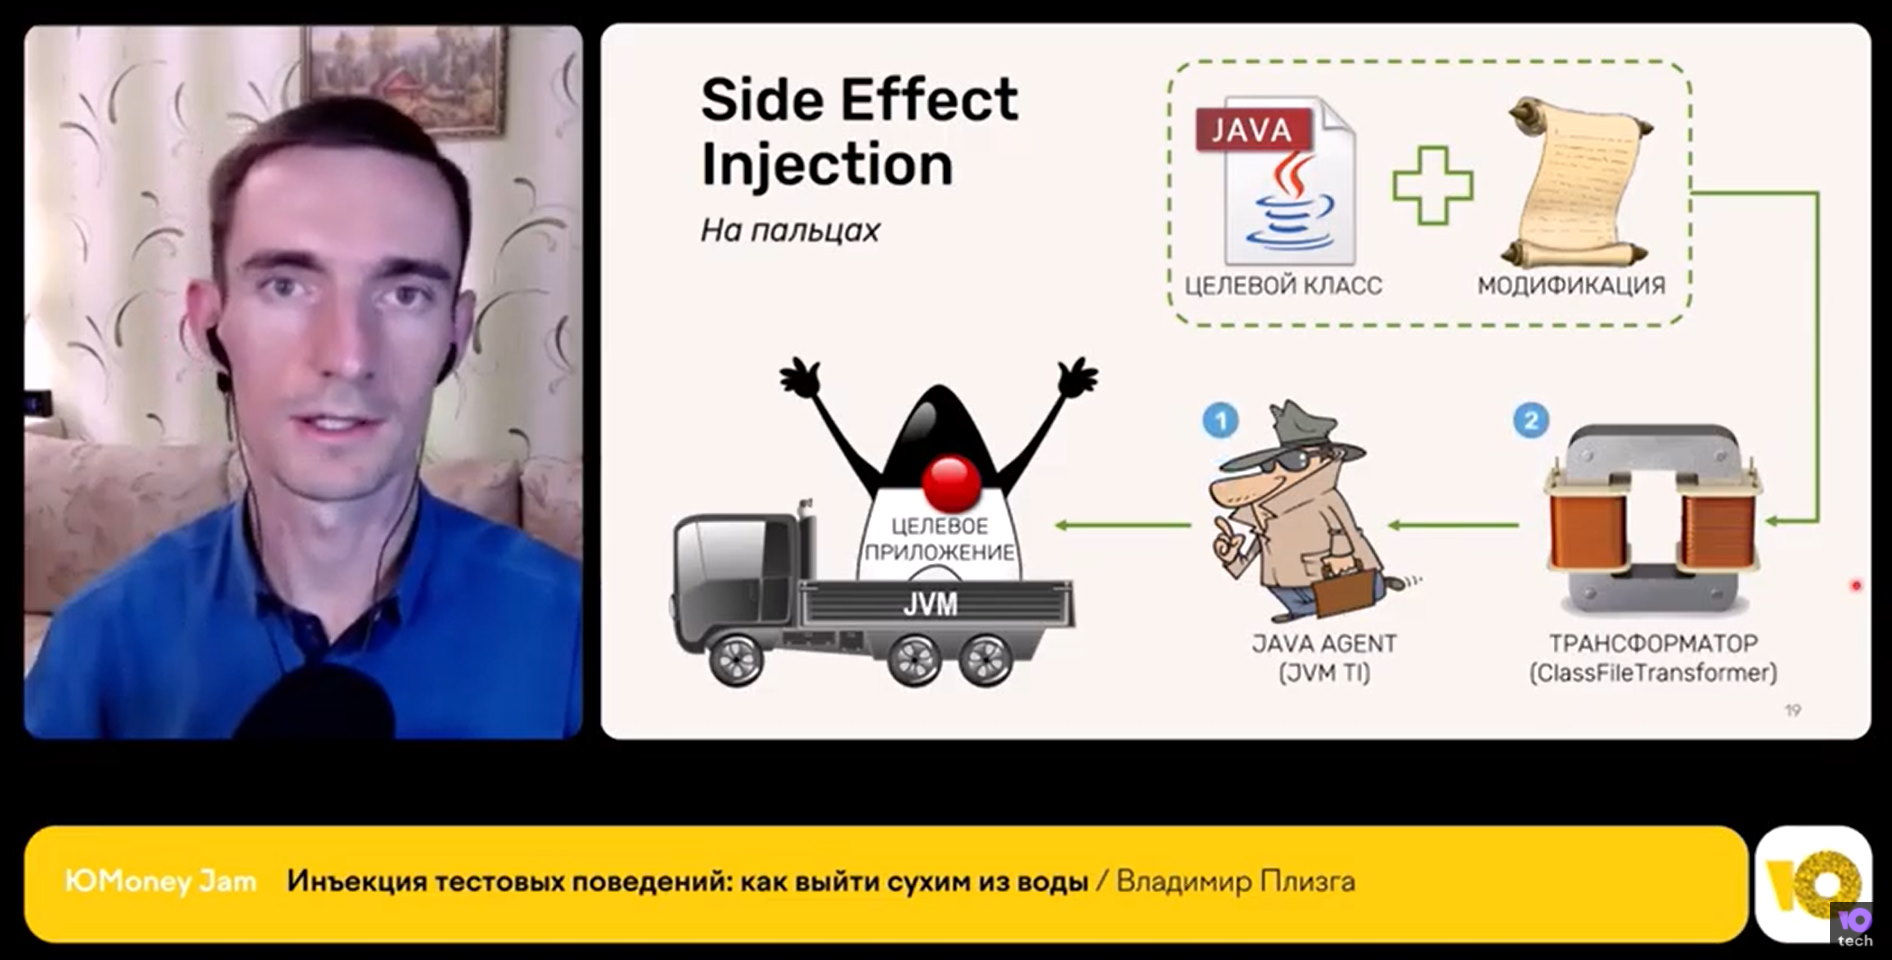 Side Effect
Injection
На пальцах
JAVA
ЦЕЛЕВОЙ КЛАСС
МОДИФИКАЦИЯ
1
2
ЦЕЛЕВОЕ
ПРИЛОЖЕНИЕ
JVM
JAVA AGENT
(JVM TI)
ТРАНСФОРМАТОР
(ClassFileTransformer)
19
ЮMoney Jam Инъекция тестовых поведений: как выйти сухим из воды / Владимир Плизга
Ю
Ю
tech